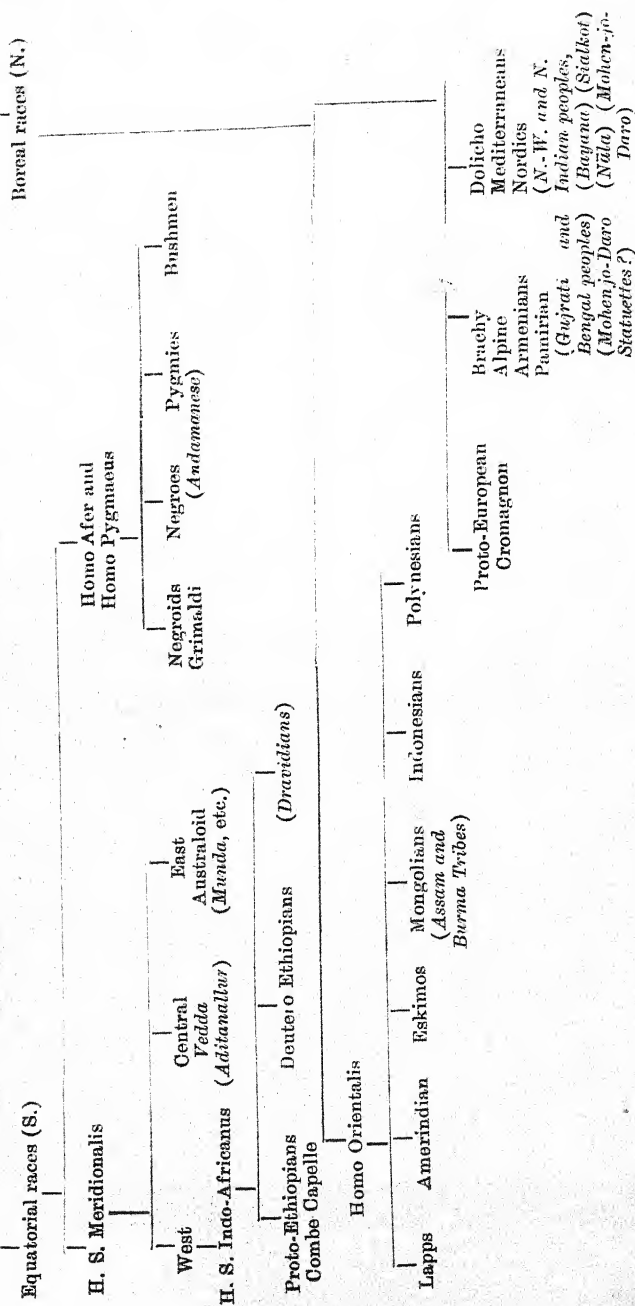 Equatorial races (S.)
Boreal races (N.)
H. S. Meridionalis
Homo Afer and
Homo Pygmaeus
West
Central
Vedda
(Aditanallur)
East
Australoid
(Munda, etc.)
Negroids
Grimaldi
Negroes
Pygmies
(Andamanese)
Bushmen
H. S. Indo-Africanus
Proto-Ethiopians
Combe Capelle
Deutero Ethiopians
(Dravidians)
Homo Orientalis
Lapps
Amerindian
Eskimos
Mongolians
(Assam and
Burma Tribes)
Indonesians
Polynesians
Proto-European
Cromagnon
Brachy
Alpine
Armenians
Pamirian
(Gujrati and
Bengal peoples)
(Mohenjo-Daro
Statuettes?)
Dolicho
Mediterraneans
Nordics
(N.-W. and N.
Indian peoples,
(Bayana) (Sialkot)
(Nāla) (Mohen-jo-
Daro)